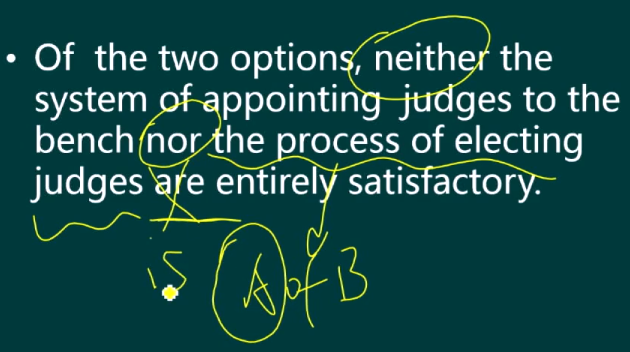 • Of the two options, neither the
system of appointing judges to the
bench nor the process of electing
judges are entirely satisfactory.
is A of B